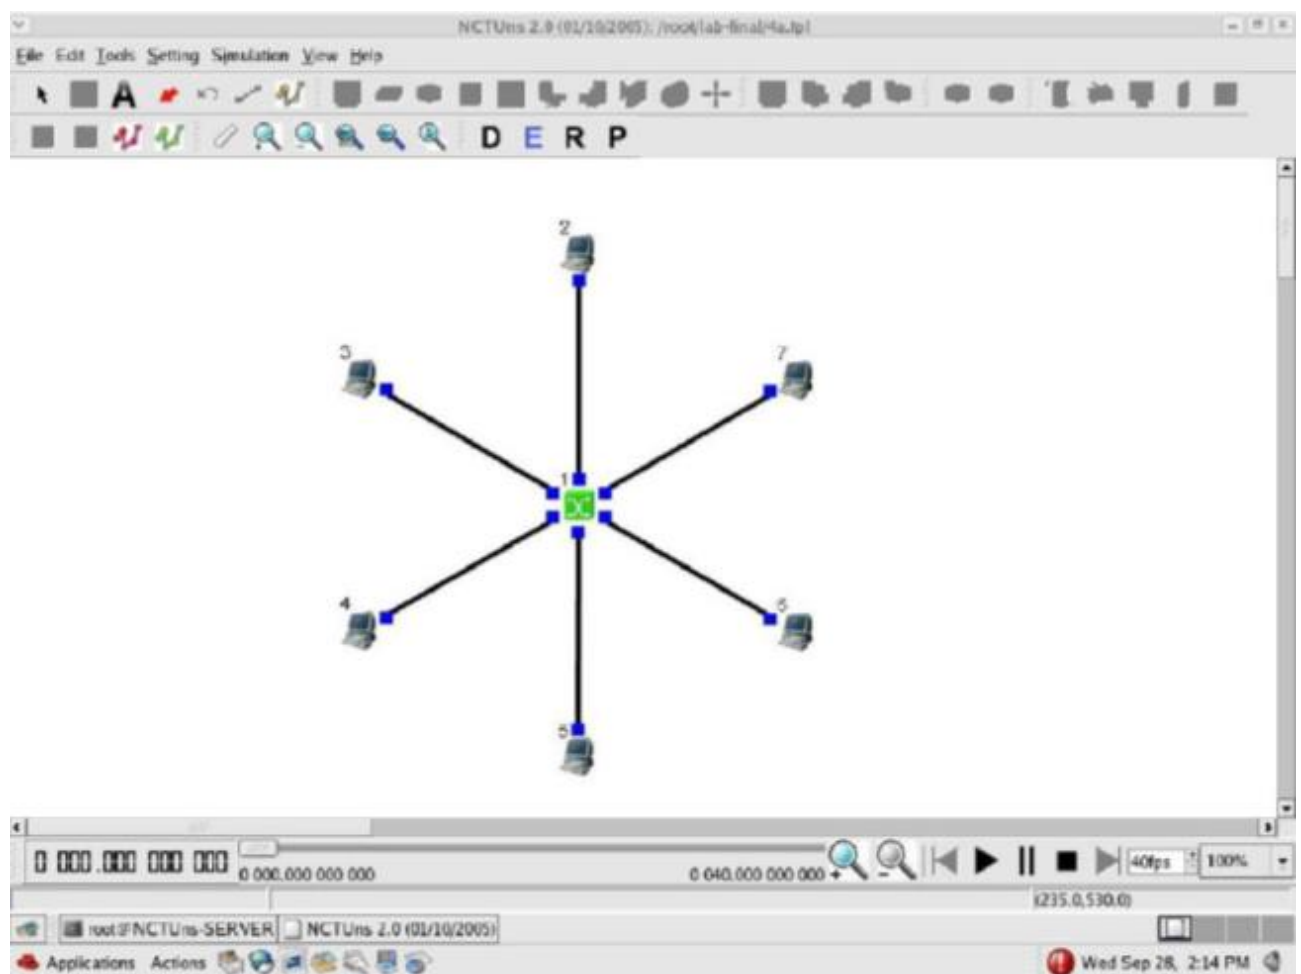 NCTUns 2.0 (01/10/2005): /root/lab-final/4a.tpl
File Edit Tools Setting Simulation View Help
A
D E R P
2
3
7
1
4
6
5
0 000.000 000 000
0 000.000 000 000
0 040.000 000 000
40fps
100%
(235.0,530.0)
NCTUns 2.0 (01/10/2005)
Applications Actions
Wed Sep 28, 2:14 PM